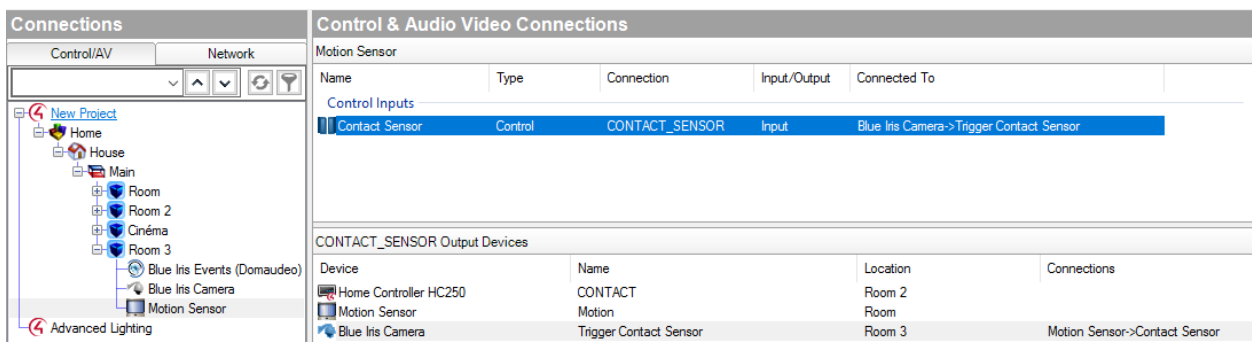 Connections
Control/AV Network
New Project
Home
House
Main
Room
Room 2
Cinéma
Room 3
Blue Iris Events (Domaudeo)
Blue Iris Camera
Motion Sensor
Advanced Lighting
Control & Audio Video Connections
Motion Sensor
Name Type Connection Input/Output Connected To
Control Inputs
Contact Sensor Control CONTACT_SENSOR Input Blue Iris Camera->Trigger Contact Sensor
CONTACT_SENSOR Output Devices
Device Name Location Connections
Home Controller HC250 CONTACT Room 2
Motion Sensor Motion Room
Blue Iris Camera Trigger Contact Sensor Room 3 Motion Sensor->Contact Sensor